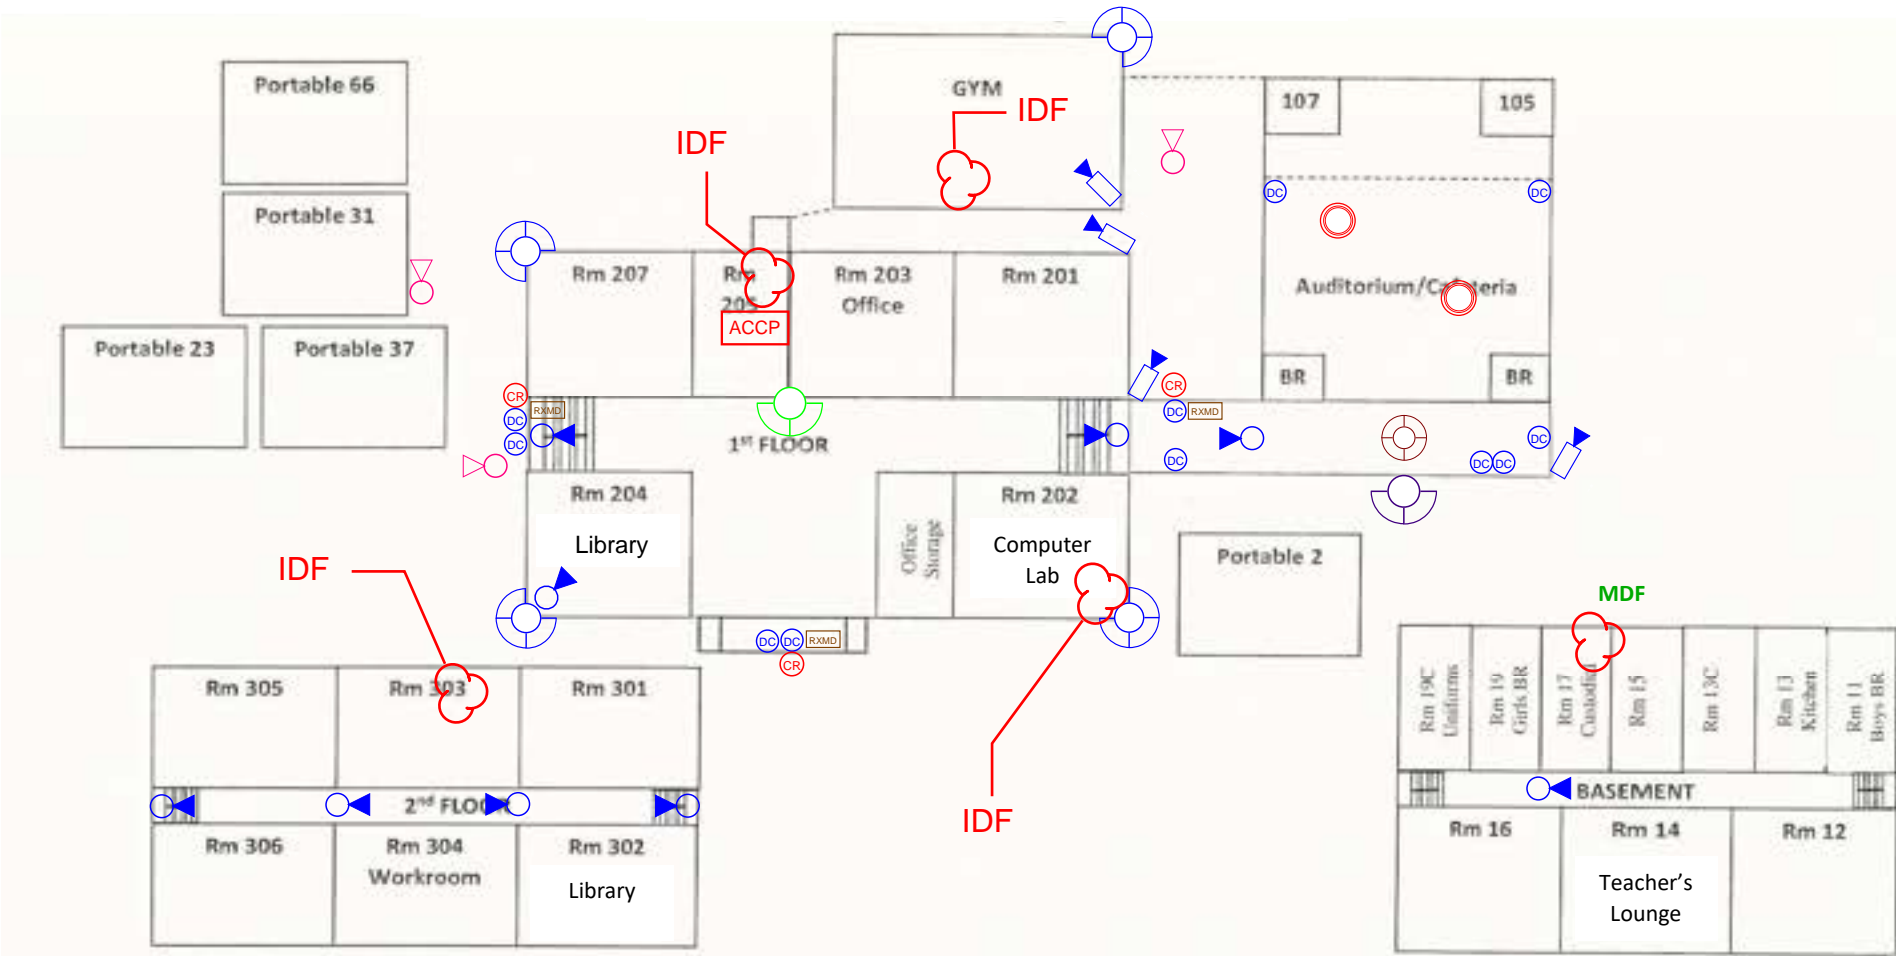 Portable 66
GYM
107
105
IDF
IDF
Portable 31
DC
DC
Rm 207
Rm
205
Rm 203
Office
Rm 201
Auditorium/Cafeteria
ACCP
Portable 23
Portable 37
BR
BR
CR
RXMD
DC
DC
CR
DC
RXMD
DC
DC
DC
DC
1st FLOOR
Rm 204
Library
Office
Storage
Rm 202
Computer
Lab
Portable 2
IDF
MDF
DC
DC
RXMD
CR
Rm 305
Rm 303
Rm 301
Rm 19C
Uniforms
Rm 19
Girls BR
Rm 17
Custodial
Rm 15
Rm 13C
Rm 13
Kitchen
Rm 11
Boys BR
2nd FLOOR
BASEMENT
IDF
Rm 306
Rm 304
Workroom
Rm 302
Library
Rm 16
Rm 14
Teacher's
Lounge
Rm 12